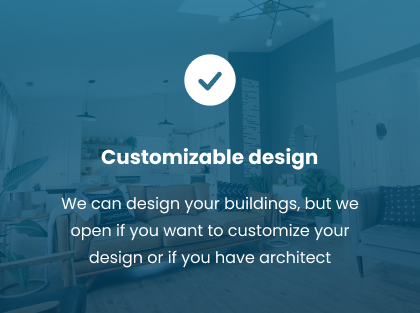 Customizable design
We can design your buildings, but we
open if you want to customize your
design or if you have architect